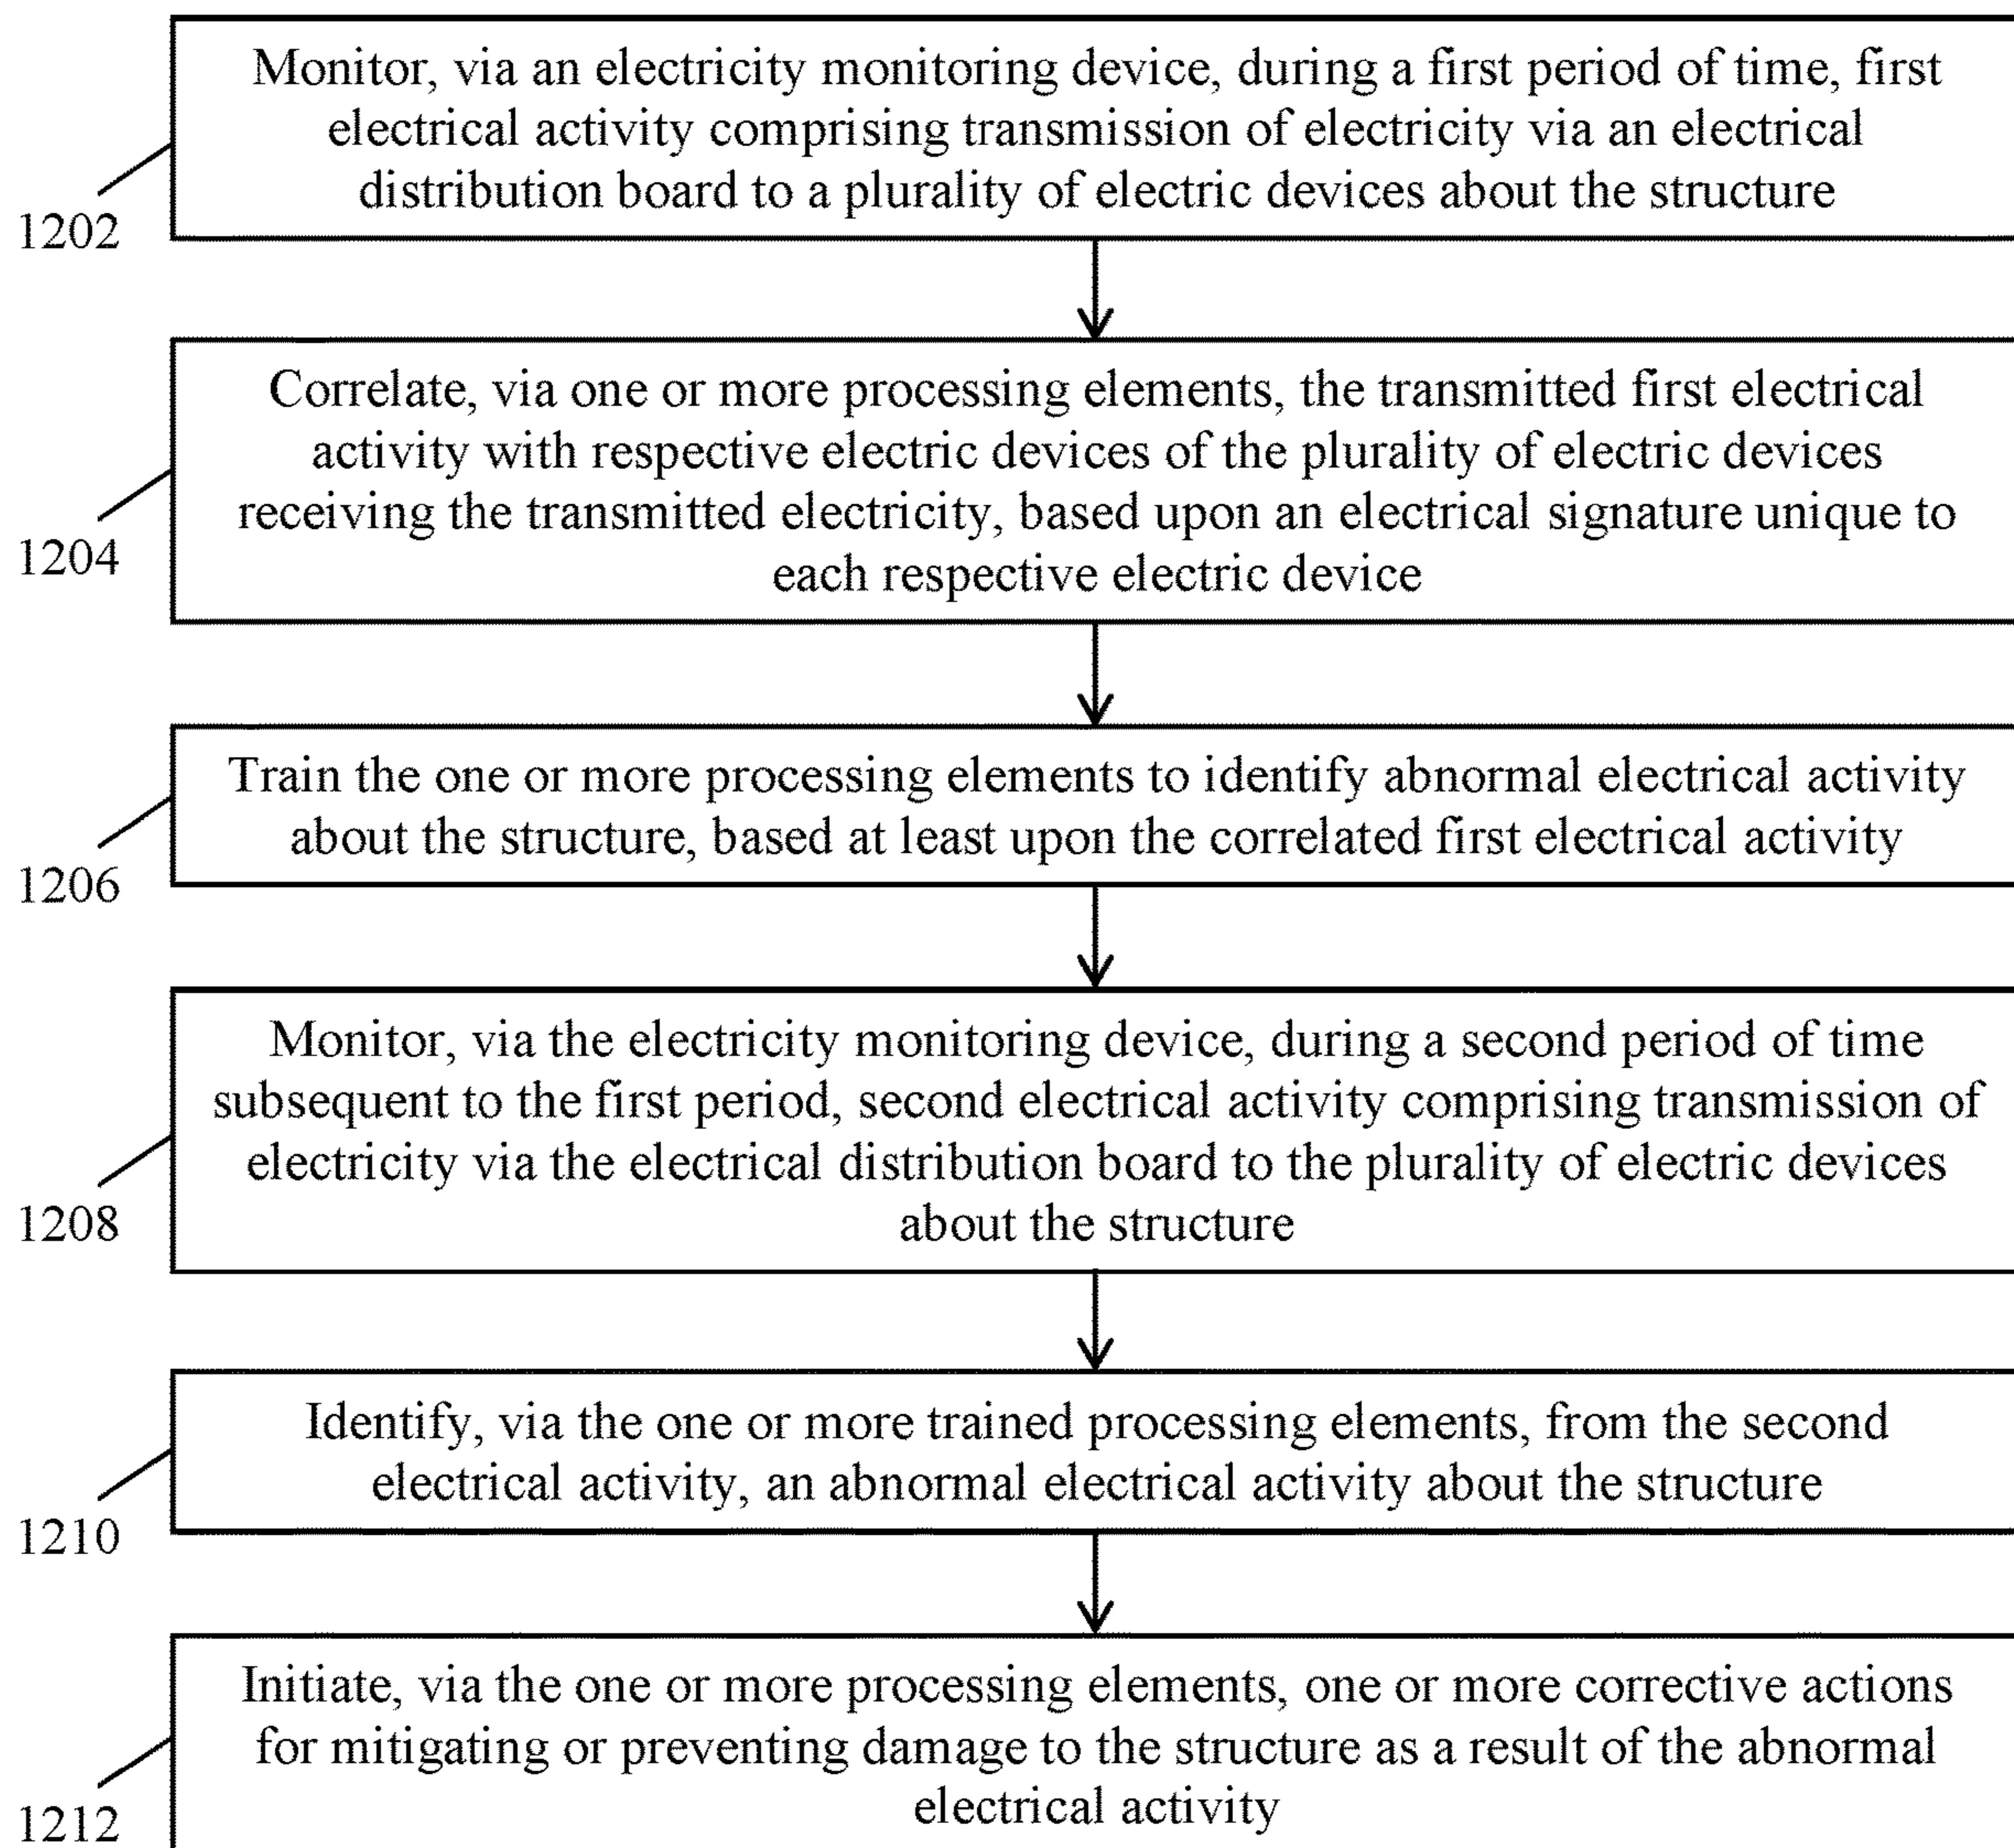 Monitor, via an electricity monitoring device, during a first period of time, first
electrical activity comprising transmission of electricity via an electrical
distribution board to a plurality of electric devices about the structure
1202
Correlate, via one or more processing elements, the transmitted first electrical
activity with respective electric devices of the plurality of electric devices
receiving the transmitted electricity, based upon an electrical signature unique to
each respective electric device
1204
Train the one or more processing elements to identify abnormal electrical activity
about the structure, based at least upon the correlated first electrical activity
1206
Monitor, via the electricity monitoring device, during a second period of time
subsequent to the first period, second electrical activity comprising transmission of
electricity via the electrical distribution board to the plurality of electric devices
about the structure
1208
Identify, via the one or more trained processing elements, from the second
electrical activity, an abnormal electrical activity about the structure
1210
Initiate, via the one or more processing elements, one or more corrective actions
for mitigating or preventing damage to the structure as a result of the abnormal
electrical activity
1212